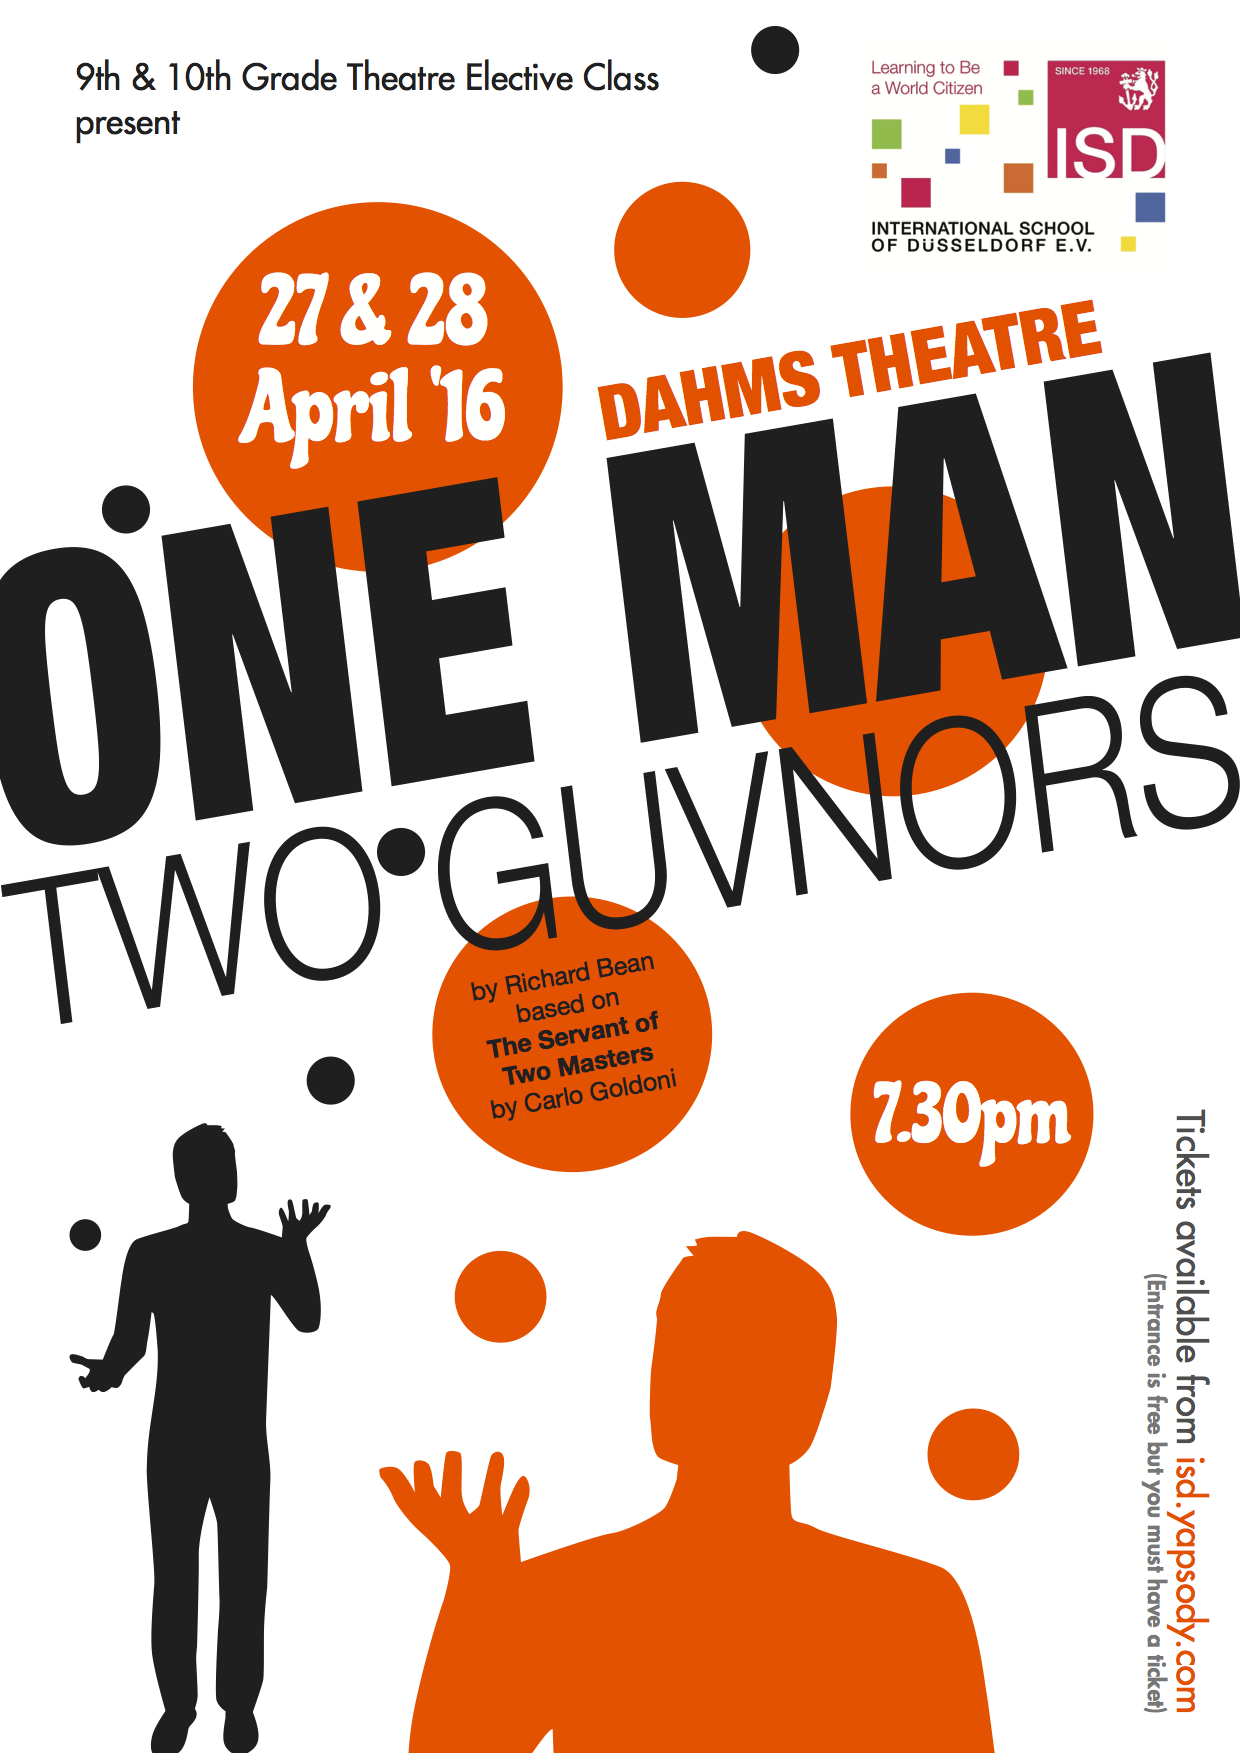 9th & 10th Grade Theatre Elective Class
present
Learning to Be
a World Citizen
SINCE 1968
ISD
INTERNATIONAL SCHOOL
OF DÜSSELDORF E.V.
27 & 28
April '16
DAHMS THEATRE
ONE MAN
TWO GUVNORS
by Richard Bean
based on
The Servant of
Two Masters
by Carlo Goldoni
7.30pm
Tickets available from isd.yapsody.com
(Entrance is free but you must have a ticket)